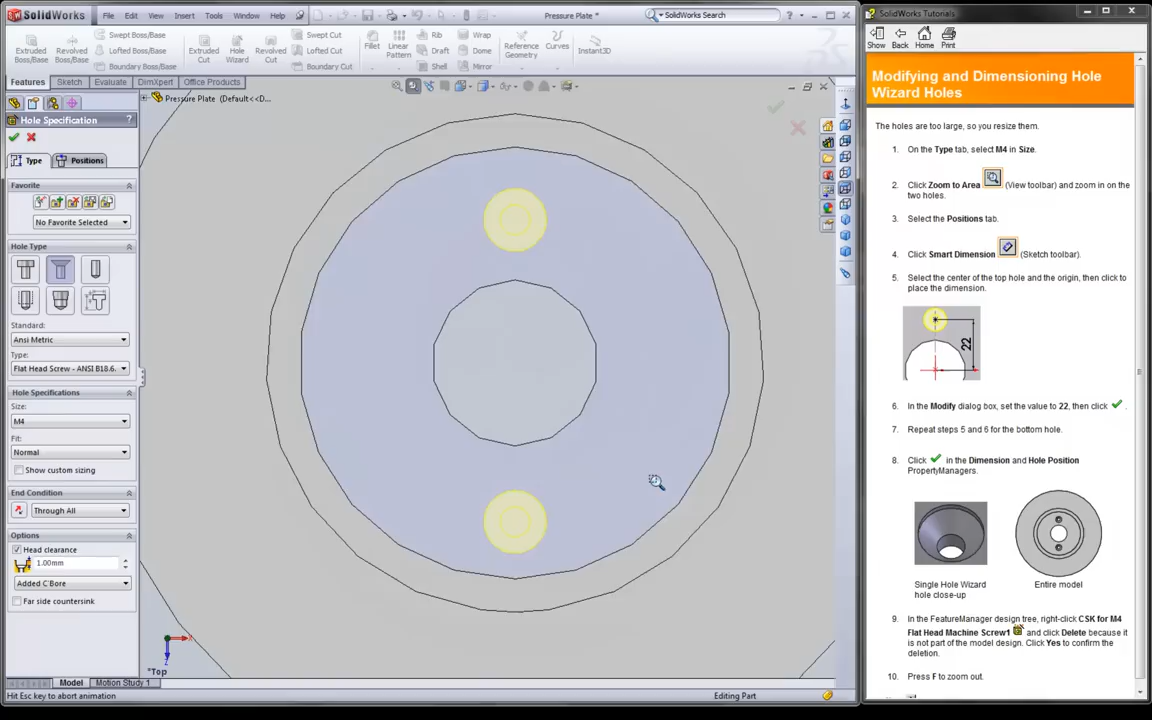 SolidWorks
File
Edit
View
Insert
Tools
Window
Help
Pressure Plate *
SolidWorks Search
Extruded Boss/Base
Revolved Boss/Base
Swept Boss/Base
Lofted Boss/Base
Boundary Boss/Base
Extruded Cut
Hole Wizard
Revolved Cut
Swept Cut
Lofted Cut
Boundary Cut
Fillet
Linear Pattern
Rib
Draft
Shell
Wrap
Dome
Mirror
Reference Geometry
Curves
Instant3D
Features
Sketch
Evaluate
DimXpert
Office Products
Pressure Plate (Default<<D...
Hole Specification
?
Type
Positions
Favorite
No Favorite Selected
Hole Type
Standard:
Ansi Metric
Type:
Flat Head Screw - ANSI B18.6.
Hole Specifications
Size:
M4
Fit:
Normal
Show custom sizing
End Condition
Through All
Options
Head clearance
1.00mm
Added C'Bore
Far side countersink
X
Z
*Top
Model
Motion Study 1
Hit Esc key to abort animation
Editing Part
SolidWorks Tutorials
Show
Back
Home
Print
Modifying and Dimensioning Hole
Wizard Holes
The holes are too large, so you resize them.
1. On the Type tab, select M4 in Size.
2. Click Zoom to Area (View toolbar) and zoom in on the
two holes.
3. Select the Positions tab.
4. Click Smart Dimension (Sketch toolbar).
5. Select the center of the top hole and the origin, then click to
place the dimension.
22
6. In the Modify dialog box, set the value to 22, then click .
7. Repeat steps 5 and 6 for the bottom hole.
8. Click in the Dimension and Hole Position
PropertyManagers.
Single Hole Wizard
hole close-up
Entire model
9. In the FeatureManager design tree, right-click CSK for M4
Flat Head Machine Screw1 and click Delete because it
is not part of the model design. Click Yes to confirm the
deletion.
10. Press F to zoom out.